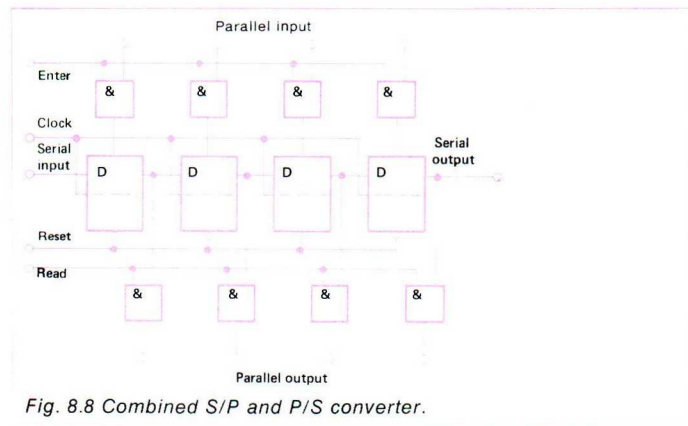 Parallel input
Enter
& & & &
Clock
Serial
input
Serial
output
D D D D
Reset
Read
& & & &
Parallel output
Fig. 8.8 Combined S/P and P/S converter.